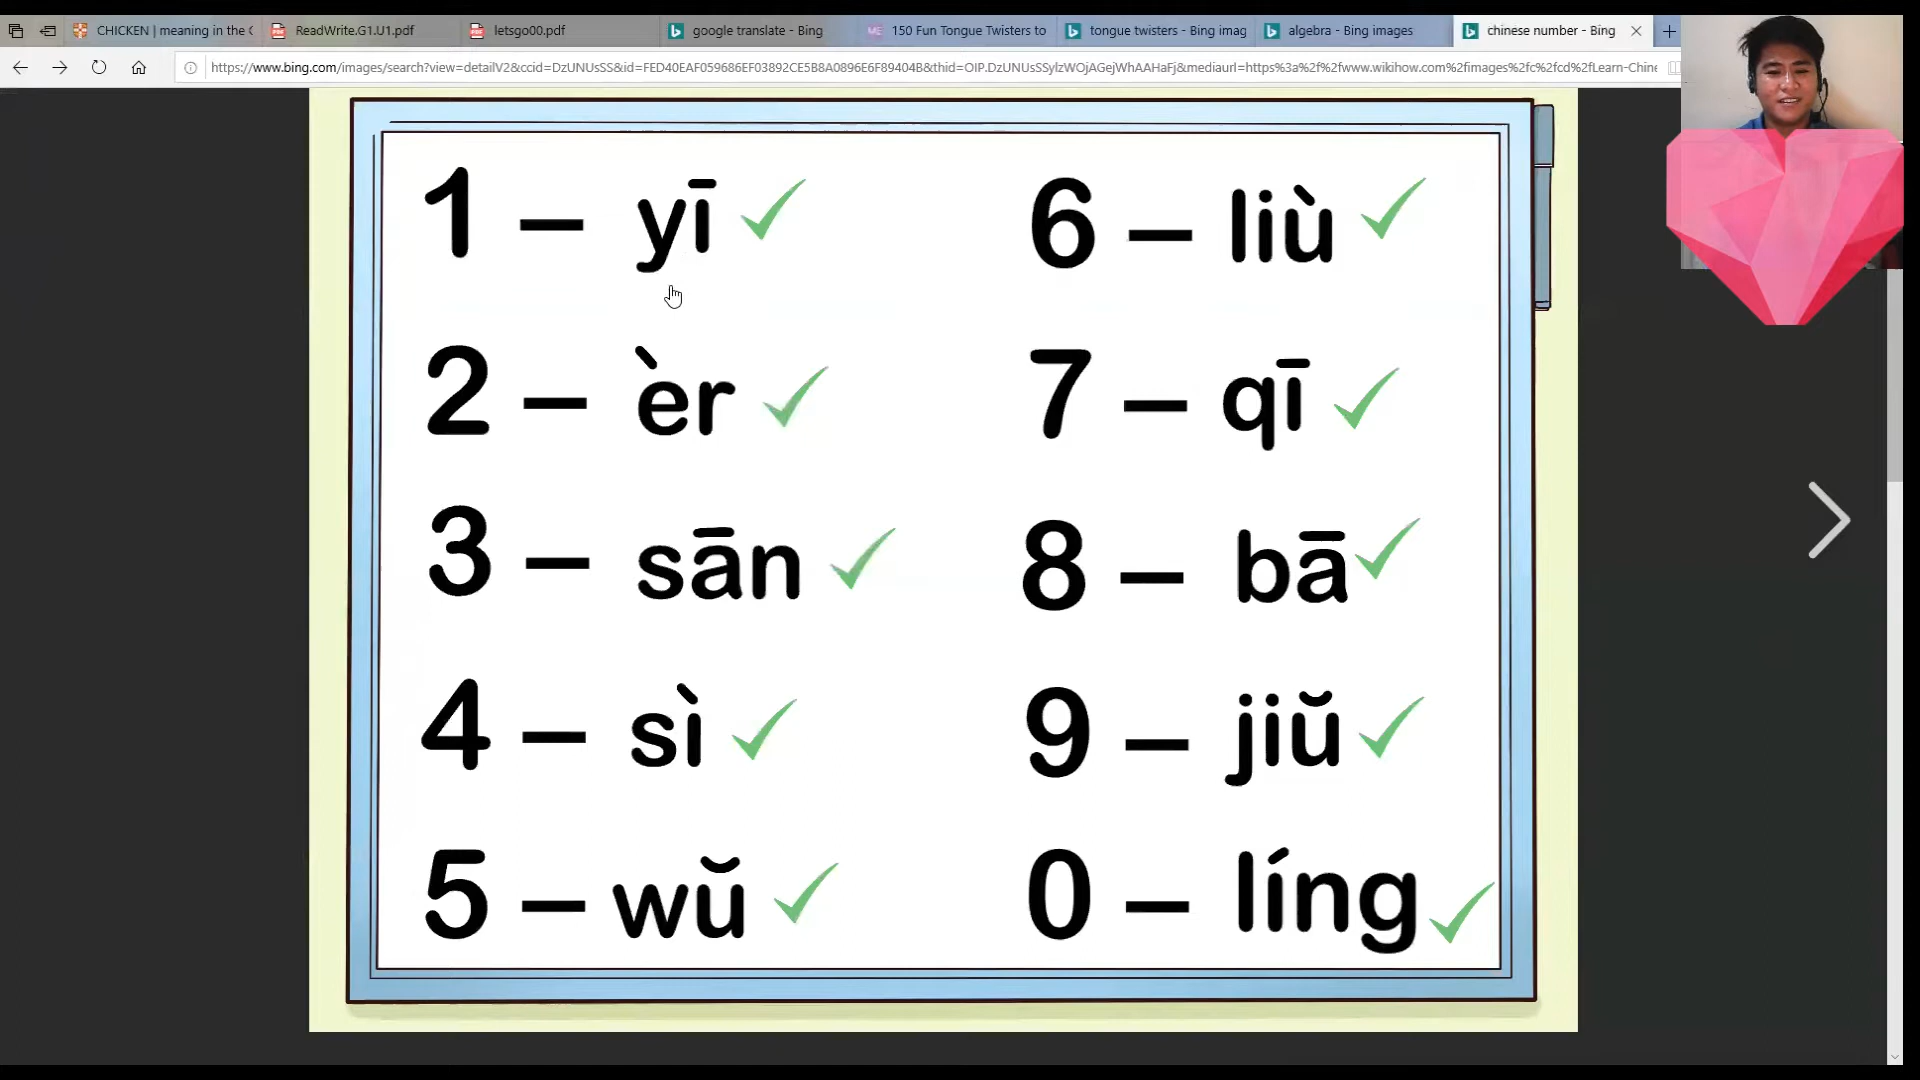 CHICKEN | meaning in the C
ReadWrite.G1.U1.pdf
letsgo00.pdf
google translate - Bing
150 Fun Tongue Twisters to
tongue twisters - Bing imag
algebra - Bing images
chinese number - Bing
https://www.bing.com/images/search?view=detailV2&ccid=DzUNUsSS&id=FED40EAF059686EF03892CE5B8A0896E6F89404B&thid=OIP.DzUNUsSSylzWOjAGejWhAAHaFj&mediaurl=https%3a%2f%2fwww.wikihow.com%2fimages%2fc%2fcd%2fLearn-Chine
1 – yī
2 – èr
3 – sān
4 – sì
5 – wŭ
6 – liù
7 – qī
8 – bā
9 – jiŭ
0 – líng